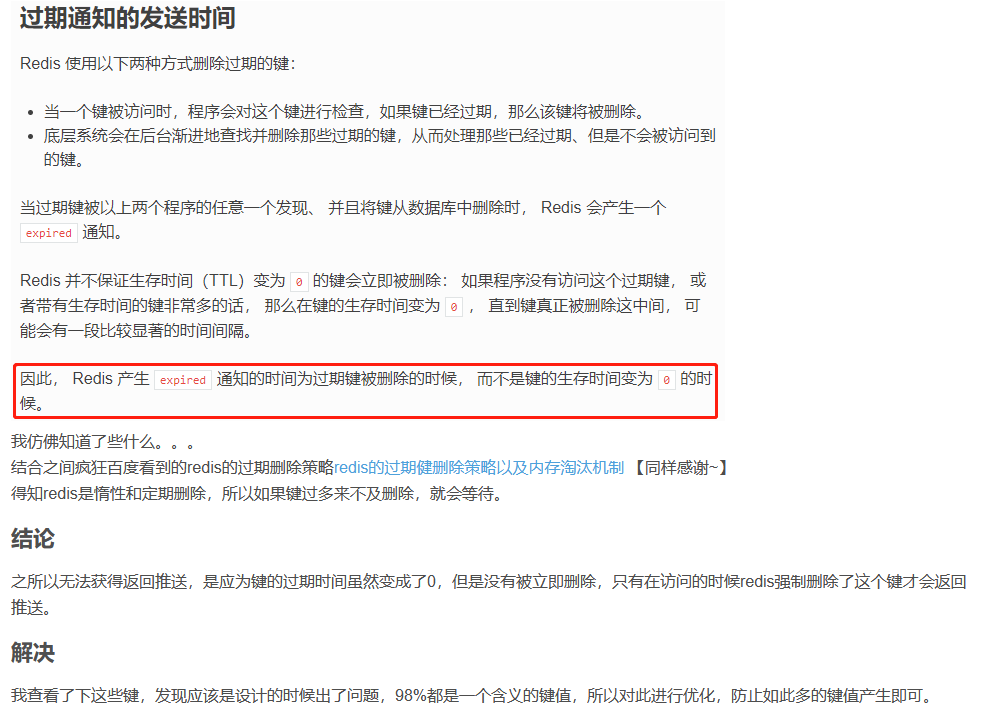 过期通知的发送时间
Redis 使用以下两种方式删除过期的键：
• 当一个键被访问时，程序会对这个键进行检查，如果键已经过期，那么该键将被删除。
• 底层系统会在后台渐进地查找并删除那些过期的键，从而处理那些已经过期、但是不会被访问到
的键。
当过期键被以上两个程序的任意一个发现、 并且将键从数据库中删除时， Redis 会产生一个
expired 通知。
Redis 并不保证生存时间（TTL）变为 0 的键会立即被删除： 如果程序没有访问这个过期键， 或
者带有生存时间的键非常多的话， 那么在键的生存时间变为 0 ， 直到键真正被删除这中间， 可
能会有一段比较显著的时间间隔。
因此， Redis 产生 expired 通知的时间为过期键被删除的时候， 而不是键的生存时间变为 0 的时
候。
我仿佛知道了些什么。。。
结合之间疯狂百度看到的redis的过期删除策略redis的过期健删除策略以及内存淘汰机制 【同样感谢~】
得知redis是惰性和定期删除，所以如果键过多来不及删除，就会等待。
结论
之所以无法获得返回推送，是应为键的过期时间虽然变成了0，但是没有被立即删除，只有在访问的时候redis强制删除了这个键才会返回
推送。
解决
我查看了下这些键，发现应该是设计的时候出了问题，98%都是一个含义的键值，所以对此进行优化，防止如此多的键值产生即可。